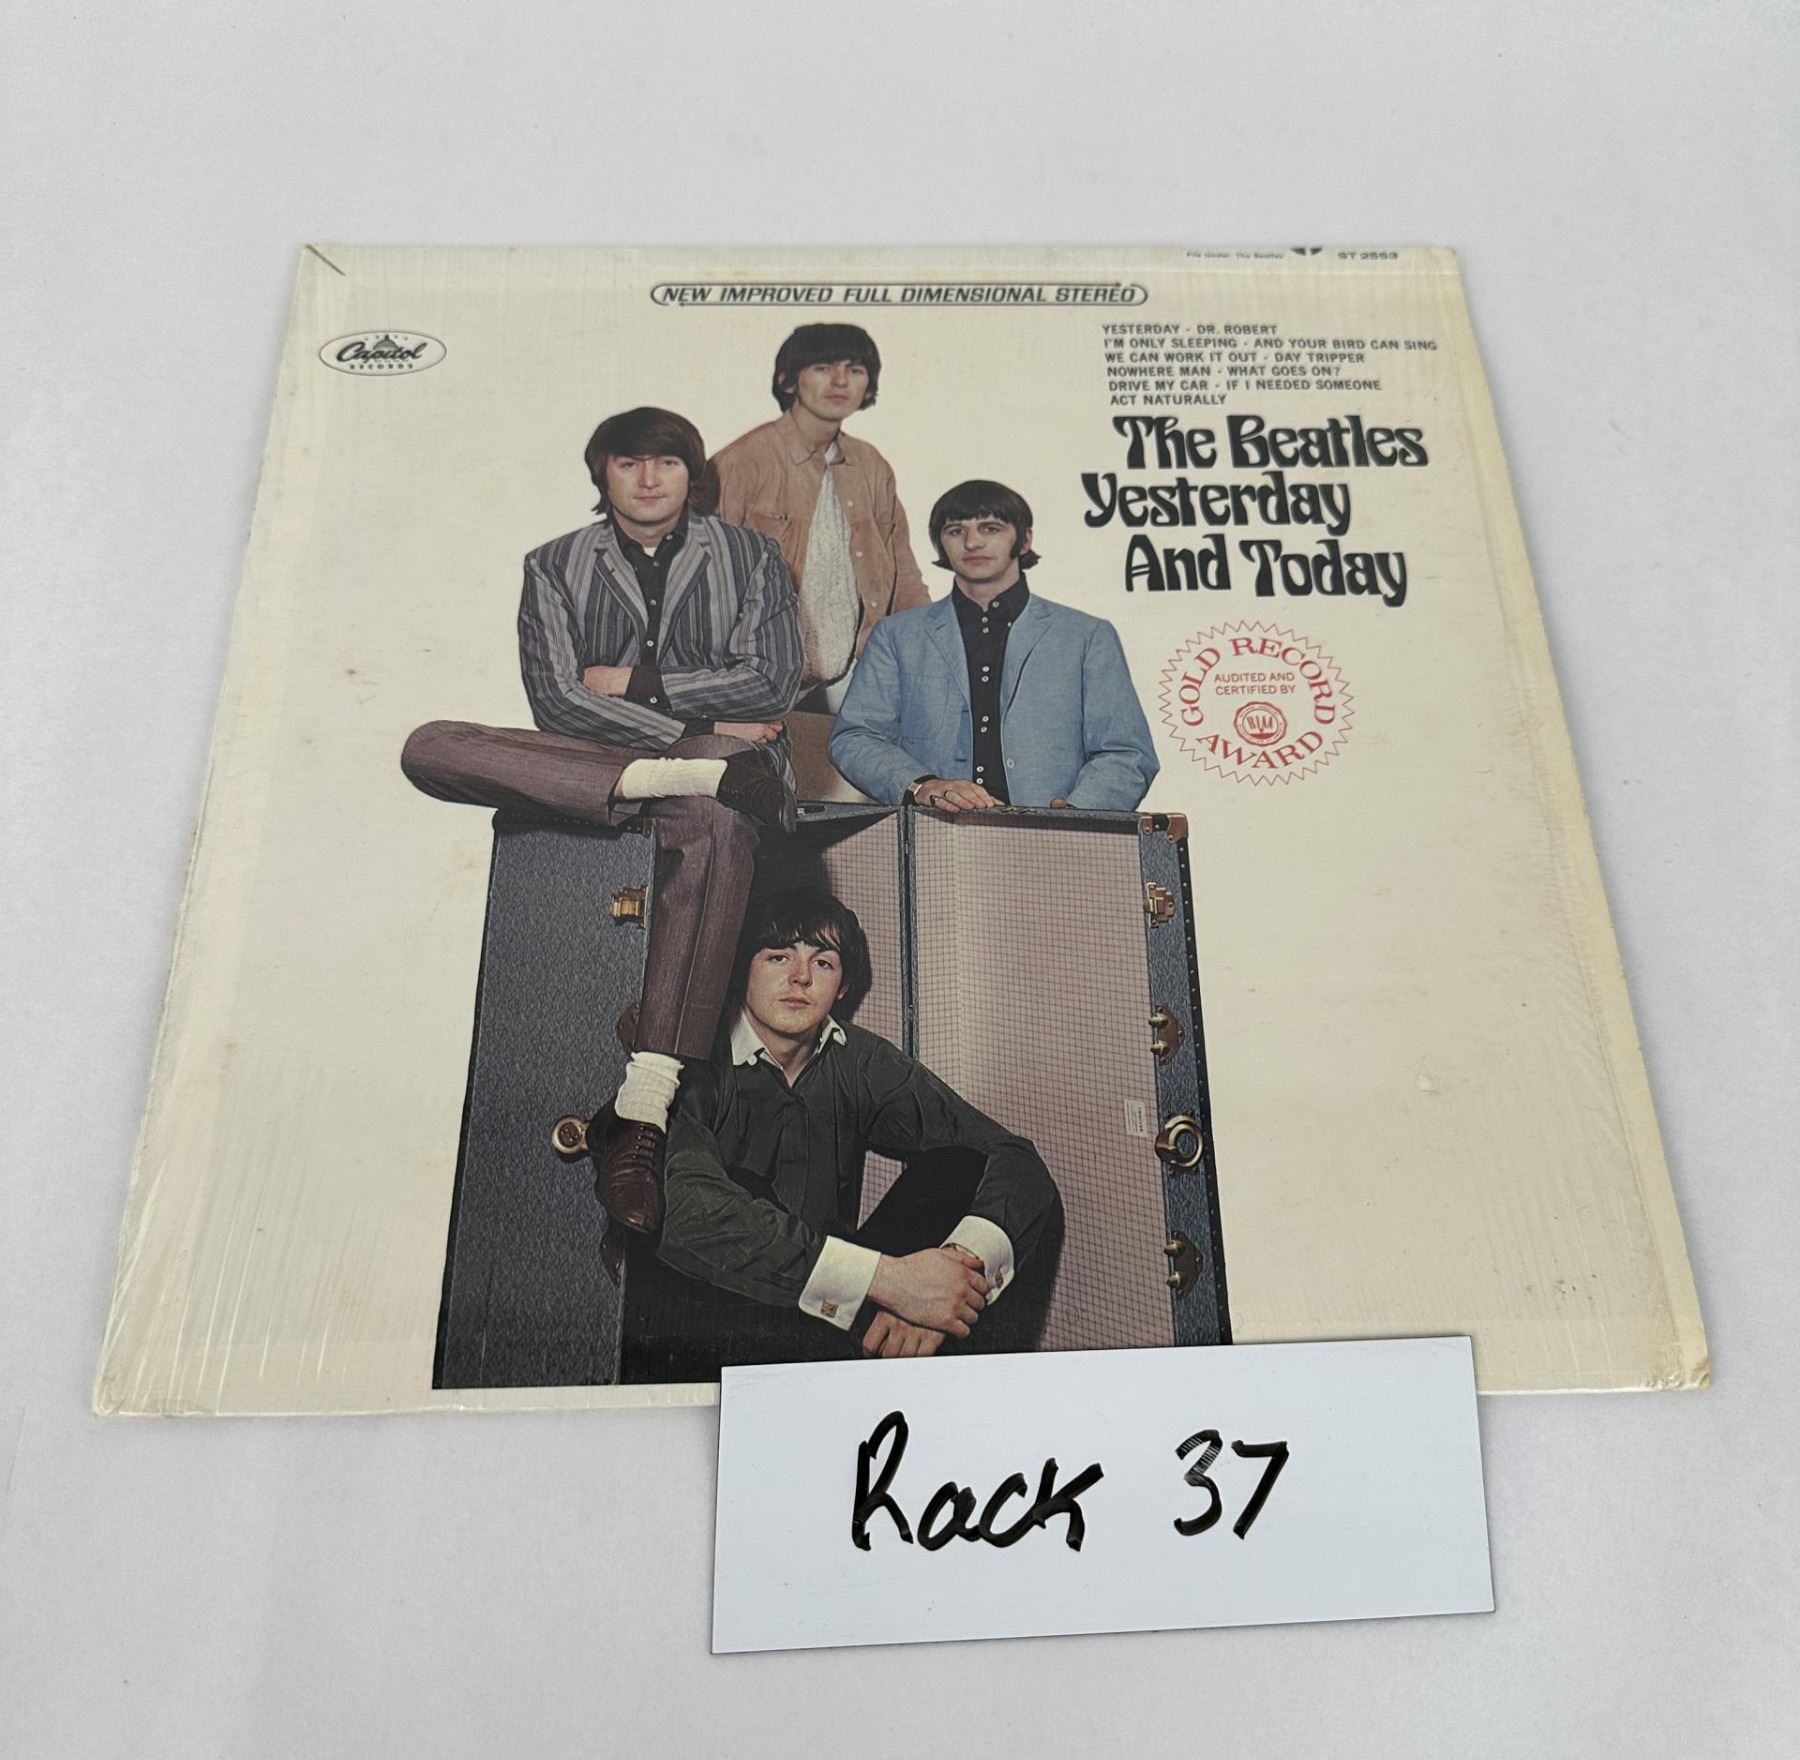 File Under: The Beatles ST 2553
NEW IMPROVED FULL DIMENSIONAL STEREO
Capitol
RECORDS
YESTERDAY · DR. ROBERT
I'M ONLY SLEEPING · AND YOUR BIRD CAN SING
WE CAN WORK IT OUT · DAY TRIPPER
NOWHERE MAN · WHAT GOES ON?
DRIVE MY CAR · IF I NEEDED SOMEONE
ACT NATURALLY
The Beatles
Yesterday
And Today
GOLD RECORD
AUDITED AND
CERTIFIED BY
AWARD
Rack 37